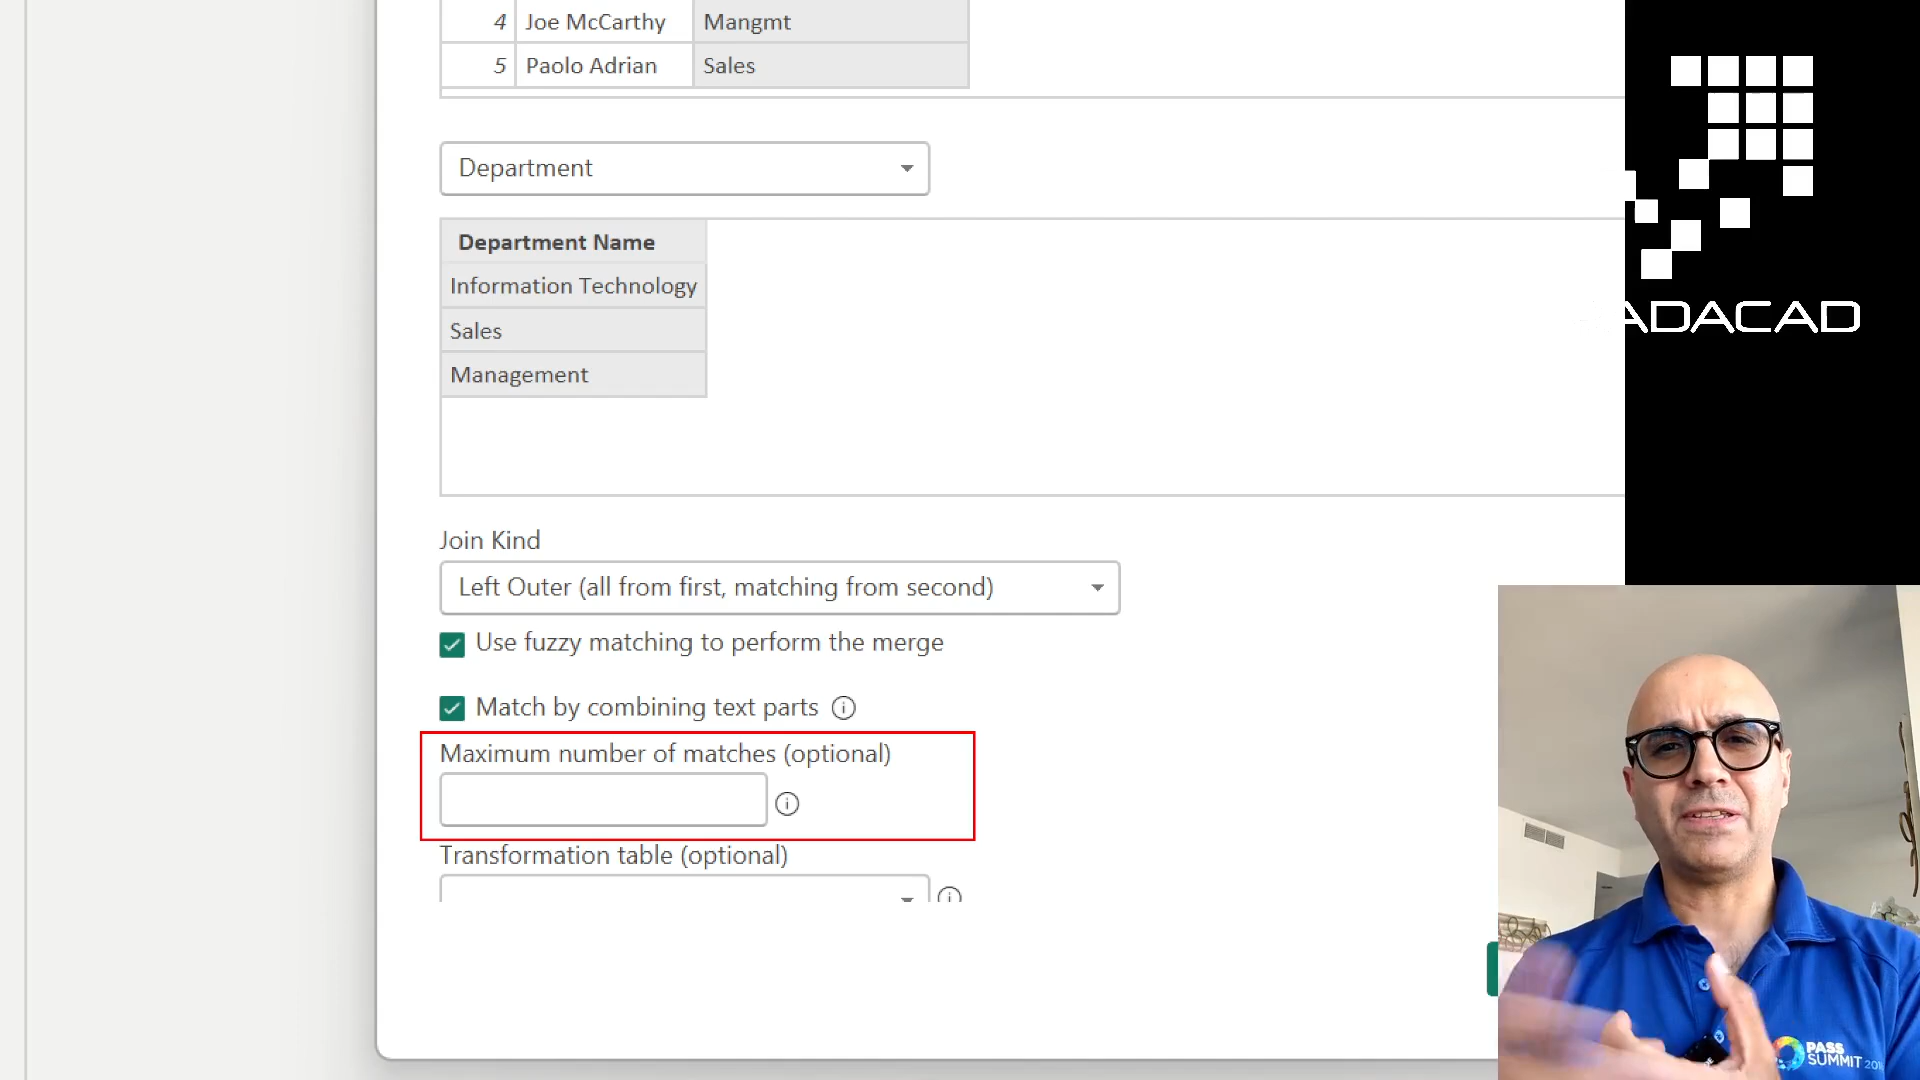 4 Joe McCarthy Mangmt
5 Paolo Adrian Sales
Department
Department Name
Information Technology
Sales
Management
Join Kind
Left Outer (all from first, matching from second)
Use fuzzy matching to perform the merge
Match by combining text parts
Maximum number of matches (optional)
Transformation table (optional)
ADACAD
PASS
SUMMIT